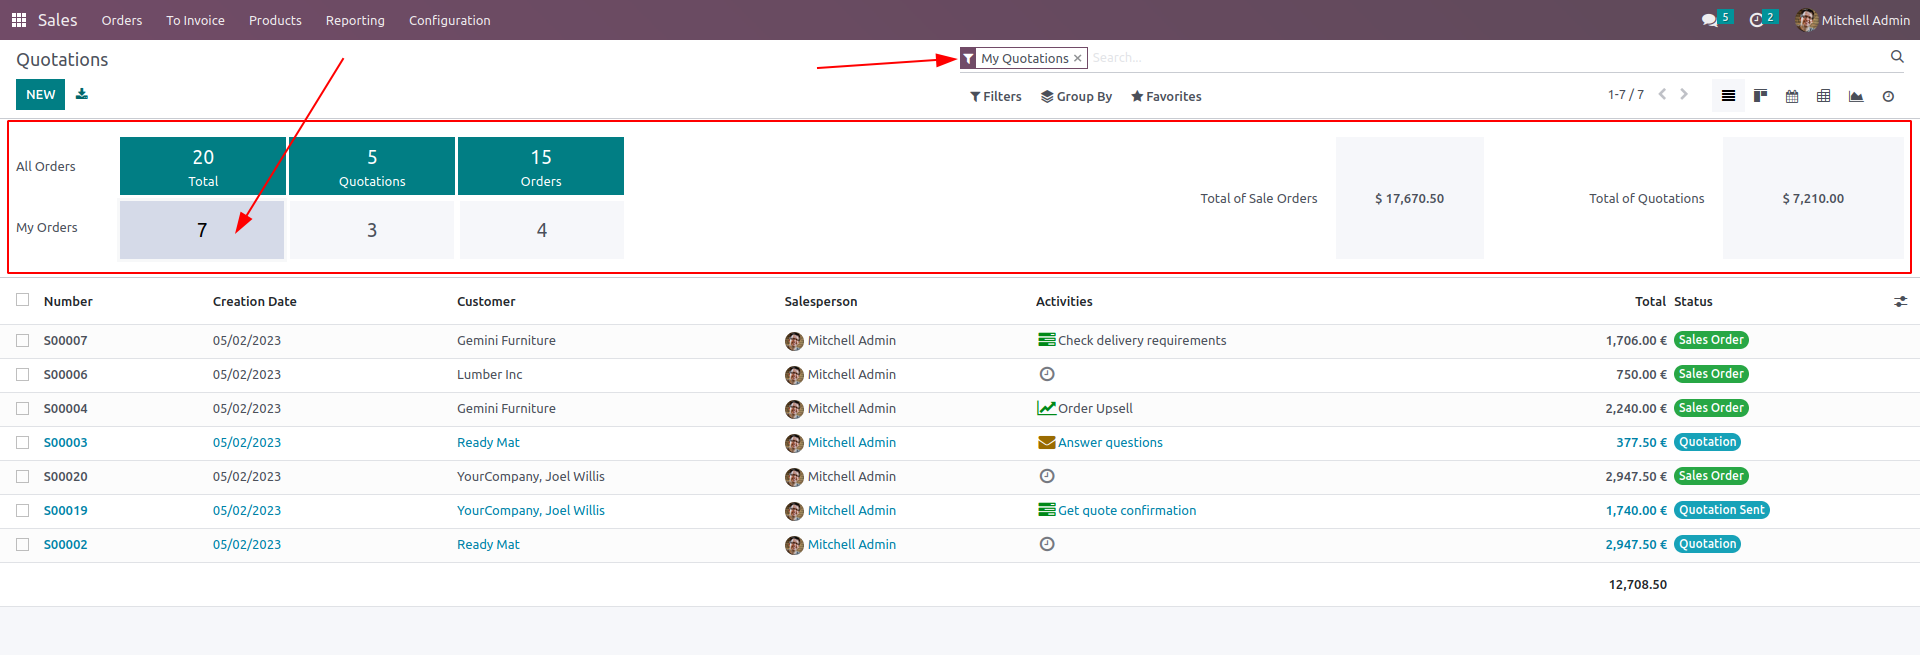 Sales Orders To Invoice Products Reporting Configuration 5 2 Mitchell Admin
Quotations
My Quotations × Search...
NEW
Filters Group By Favorites 1-7 / 7
All Orders
20 Total
5 Quotations
15 Orders
My Orders 7 3 4
Total of Sale Orders $ 17,670.50 Total of Quotations $ 7,210.00
Number Creation Date Customer Salesperson Activities Total Status
S00007 05/02/2023 Gemini Furniture Mitchell Admin Check delivery requirements 1,706.00 € Sales Order
S00006 05/02/2023 Lumber Inc Mitchell Admin 750.00 € Sales Order
S00004 05/02/2023 Gemini Furniture Mitchell Admin Order Upsell 2,240.00 € Sales Order
S00003 05/02/2023 Ready Mat Mitchell Admin Answer questions 377.50 € Quotation
S00020 05/02/2023 YourCompany, Joel Willis Mitchell Admin 2,947.50 € Sales Order
S00019 05/02/2023 YourCompany, Joel Willis Mitchell Admin Get quote confirmation 1,740.00 € Quotation Sent
S00002 05/02/2023 Ready Mat Mitchell Admin 2,947.50 € Quotation
12,708.50